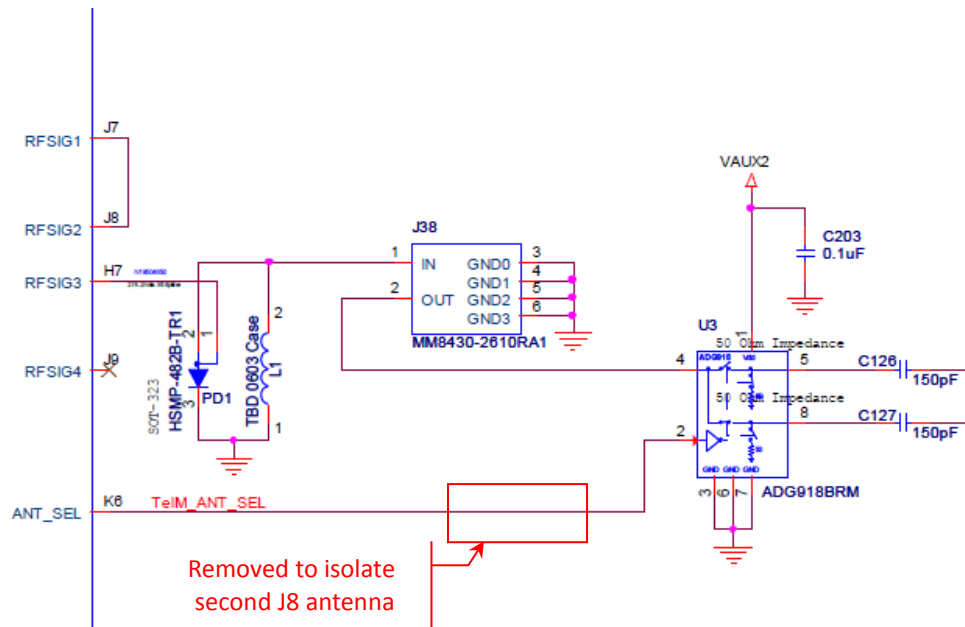 RFSIG1
J7
RFSIG2
J8
RFSIG3
H7
RFSIG4
J9
ANT_SEL
K6
TelM_ANT_SEL
2
1
3
SOT-323
HSMP-482B-TR1
PD1
TBD 0603 Case
L1
2
1
J38
1
IN
2
OUT
GND0
3
GND1
4
GND2
5
GND3
6
MM8430-2610RA1
VAUX2
C203
0.1uF
U3
1
50 Ohm Impedance
4
ADG918
5
C126
150pF
50 Ohm Impedance
8
C127
150pF
2
GND
GND
GND
3
6
7
ADG918BRM
Removed to isolate
second J8 antenna